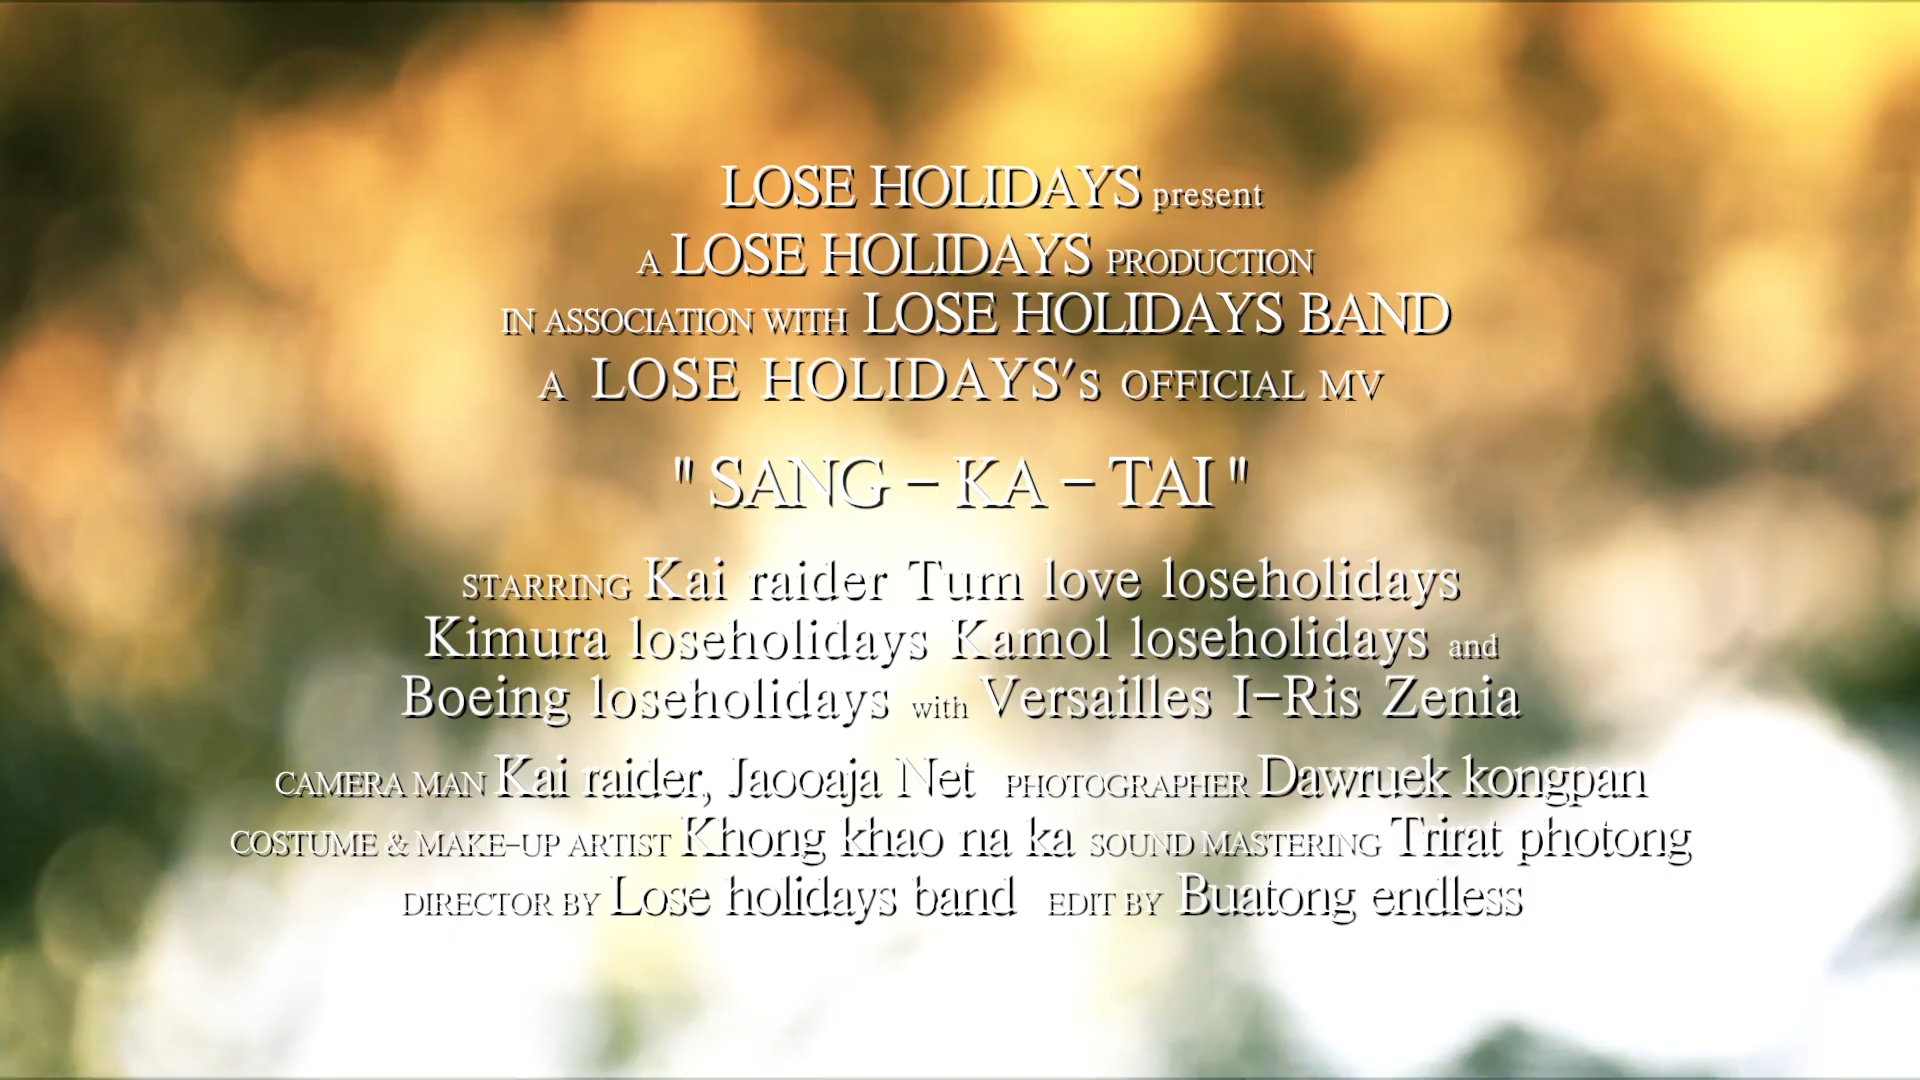 LOSE HOLIDAYS present
A LOSE HOLIDAYS PRODUCTION
IN ASSOCIATION WITH LOSE HOLIDAYS BAND
A LOSE HOLIDAYS's OFFICIAL MV
" SANG - KA - TAI "
STARRING Kai raider Tum love loseholidays
Kimura loseholidays Kamol loseholidays and
Boeing loseholidays with Versailles I-Ris Zenia
CAMERA MAN Kai raider, Jaooaja Net PHOTOGRAPHER Dawruek kongpan
COSTUME & MAKE-UP ARTIST Khong khao na ka SOUND MASTERING Trirat photong
DIRECTOR BY Lose holidays band EDIT BY Buatong endless